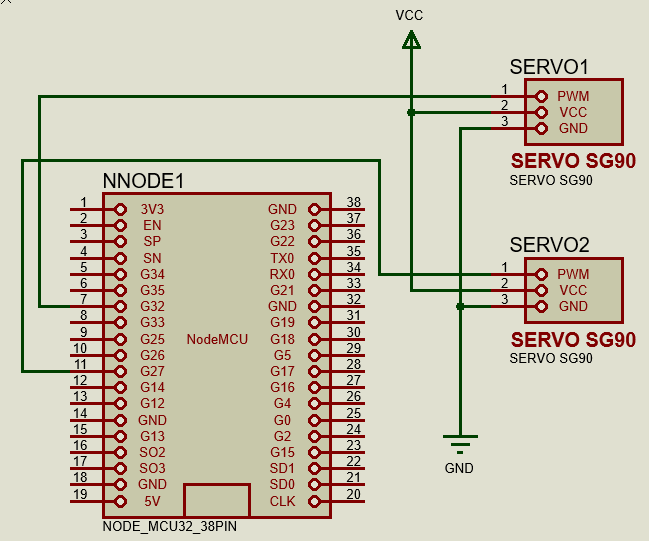 VCC
SERVO1
1 PWM
2 VCC
3 GND
SERVO SG90
SERVO SG90
NNODE1
1 3V3 GND 38
2 EN G23 37
3 SP G22 36
4 SN TX0 35
5 G34 RX0 34
6 G35 G21 33
7 G32 GND 32
8 G33 G19 31
9 G25 NodeMCU G18 30
10 G26 G5 29
11 G27 G17 28
12 G14 G16 27
13 G12 G4 26
14 GND G0 25
15 G13 G2 24
16 SO2 G15 23
17 SO3 SD1 22
18 GND SD0 21
19 5V CLK 20
NODE_MCU32_38PIN
SERVO2
1 PWM
2 VCC
3 GND
SERVO SG90
SERVO SG90
GND